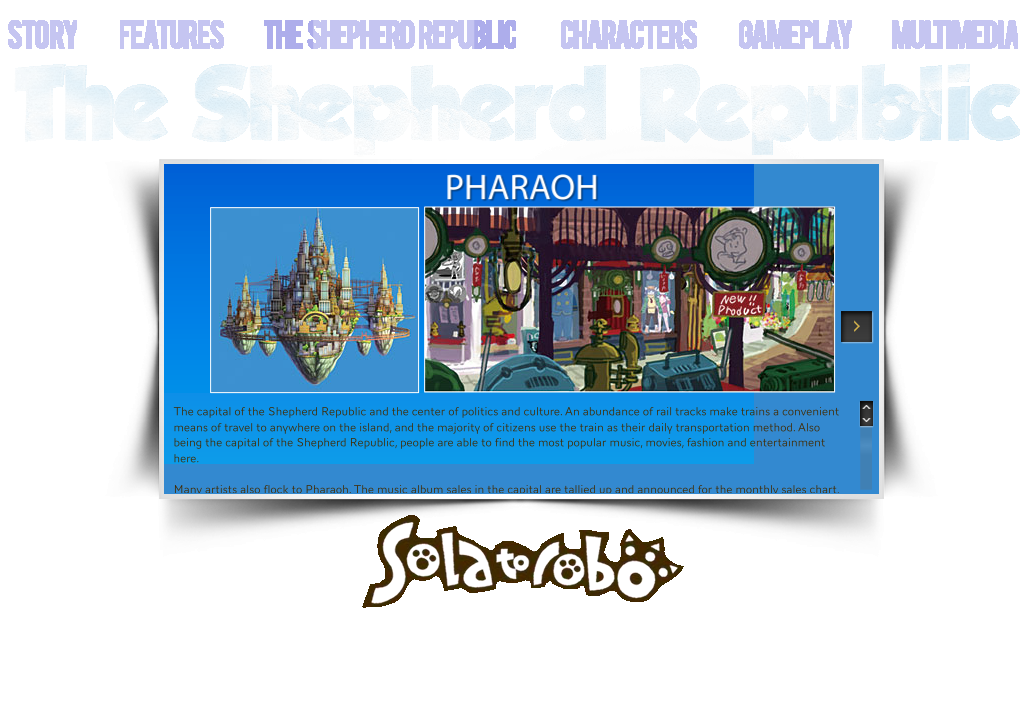 STORY FEATURES THE SHEPHERD REPUBLIC CHARACTERS GAMEPLAY MULTIMEDIA
The Shepherd Republic
PHARAOH
New!!
Product
The capital of the Shepherd Republic and the center of politics and culture. An abundance of rail tracks make trains a convenient
means of travel to anywhere on the island, and the majority of citizens use the train as their daily transportation method. Also
being the capital of the Shepherd Republic, people are able to find the most popular music, movies, fashion and entertainment
here.
Many artists also flock to Pharaoh. The music album sales in the capital are tallied up and announced for the monthly sales chart.
Solatorobo